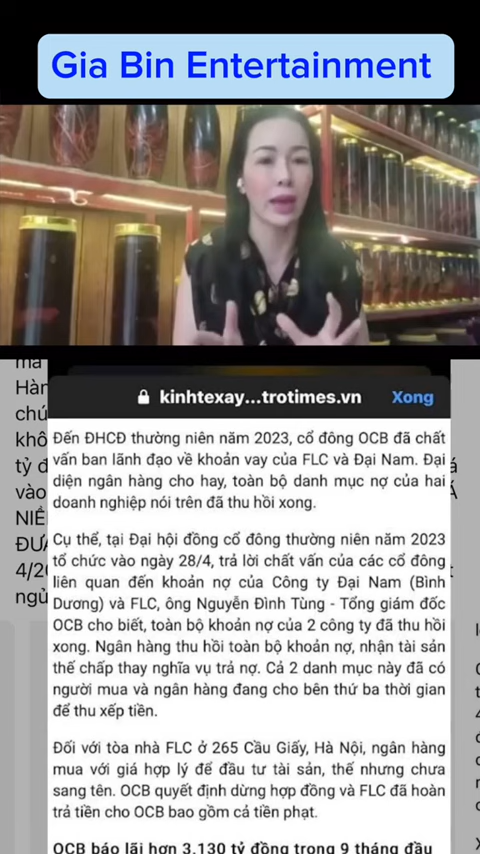 Gia Bin Entertainment
kinhtexay...trotimes.vn
Xong
Đến ĐHCĐ thường niên năm 2023, cổ đông OCB đã chất
vấn ban lãnh đạo về khoản vay của FLC và Đại Nam. Đại
diện ngân hàng cho hay, toàn bộ danh mục nợ của hai
doanh nghiệp nói trên đã thu hồi xong.
Cụ thể, tại Đại hội đồng cổ đông thường niên năm 2023
tổ chức vào ngày 28/4, trả lời chất vấn của các cổ đông
liên quan đến khoản nợ của Công ty Đại Nam (Bình
Dương) và FLC, ông Nguyễn Đình Tùng - Tổng giám đốc
OCB cho biết, toàn bộ khoản nợ của 2 công ty đã thu hồi
xong. Ngân hàng thu hồi toàn bộ khoản nợ, nhận tài sản
thế chấp thay nghĩa vụ trả nợ. Cả 2 danh mục này đã có
người mua và ngân hàng đang cho bên thứ ba thời gian
để thu xếp tiền.
Đối với tòa nhà FLC ở 265 Cầu Giấy, Hà Nội, ngân hàng
mua với giá hợp lý để đầu tư tài sản, thế nhưng chưa
sang tên. OCB quyết định dừng hợp đồng và FLC đã hoàn
trả tiền cho OCB bao gồm cả tiền phạt.
OCB báo lãi hơn 3.130 tỷ đồng trong 9 tháng đầu